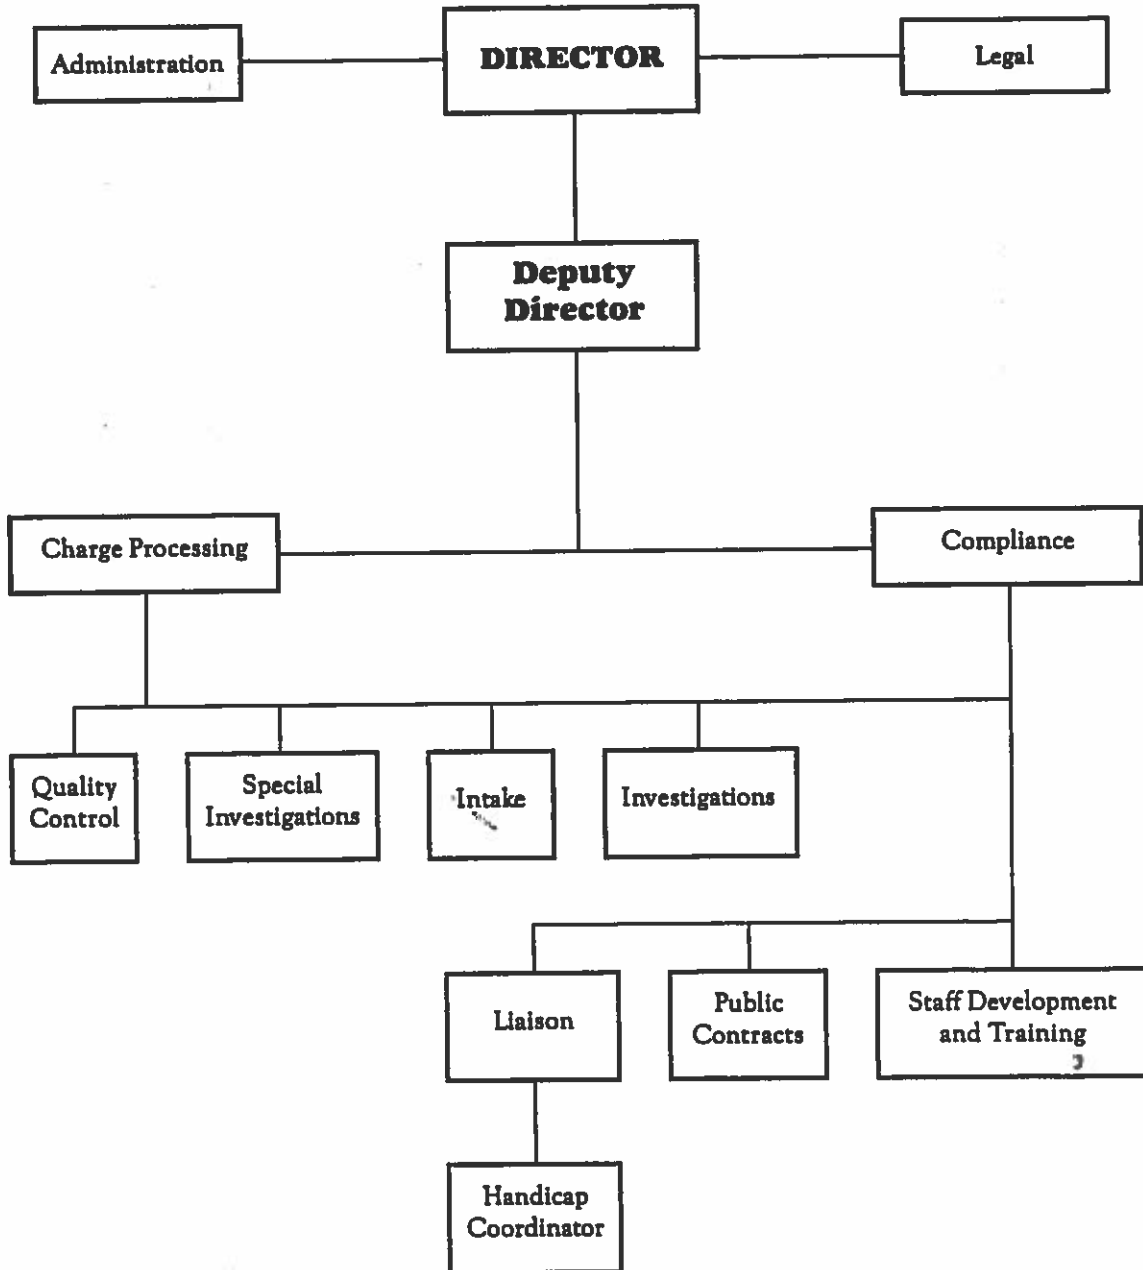 Administration
DIRECTOR
Legal
Deputy
Director
Charge Processing
Compliance
Quality
Control
Special
Investigations
Intake
Investigations
Liaison
Public
Contracts
Staff Development
and Training
Handicap
Coordinator